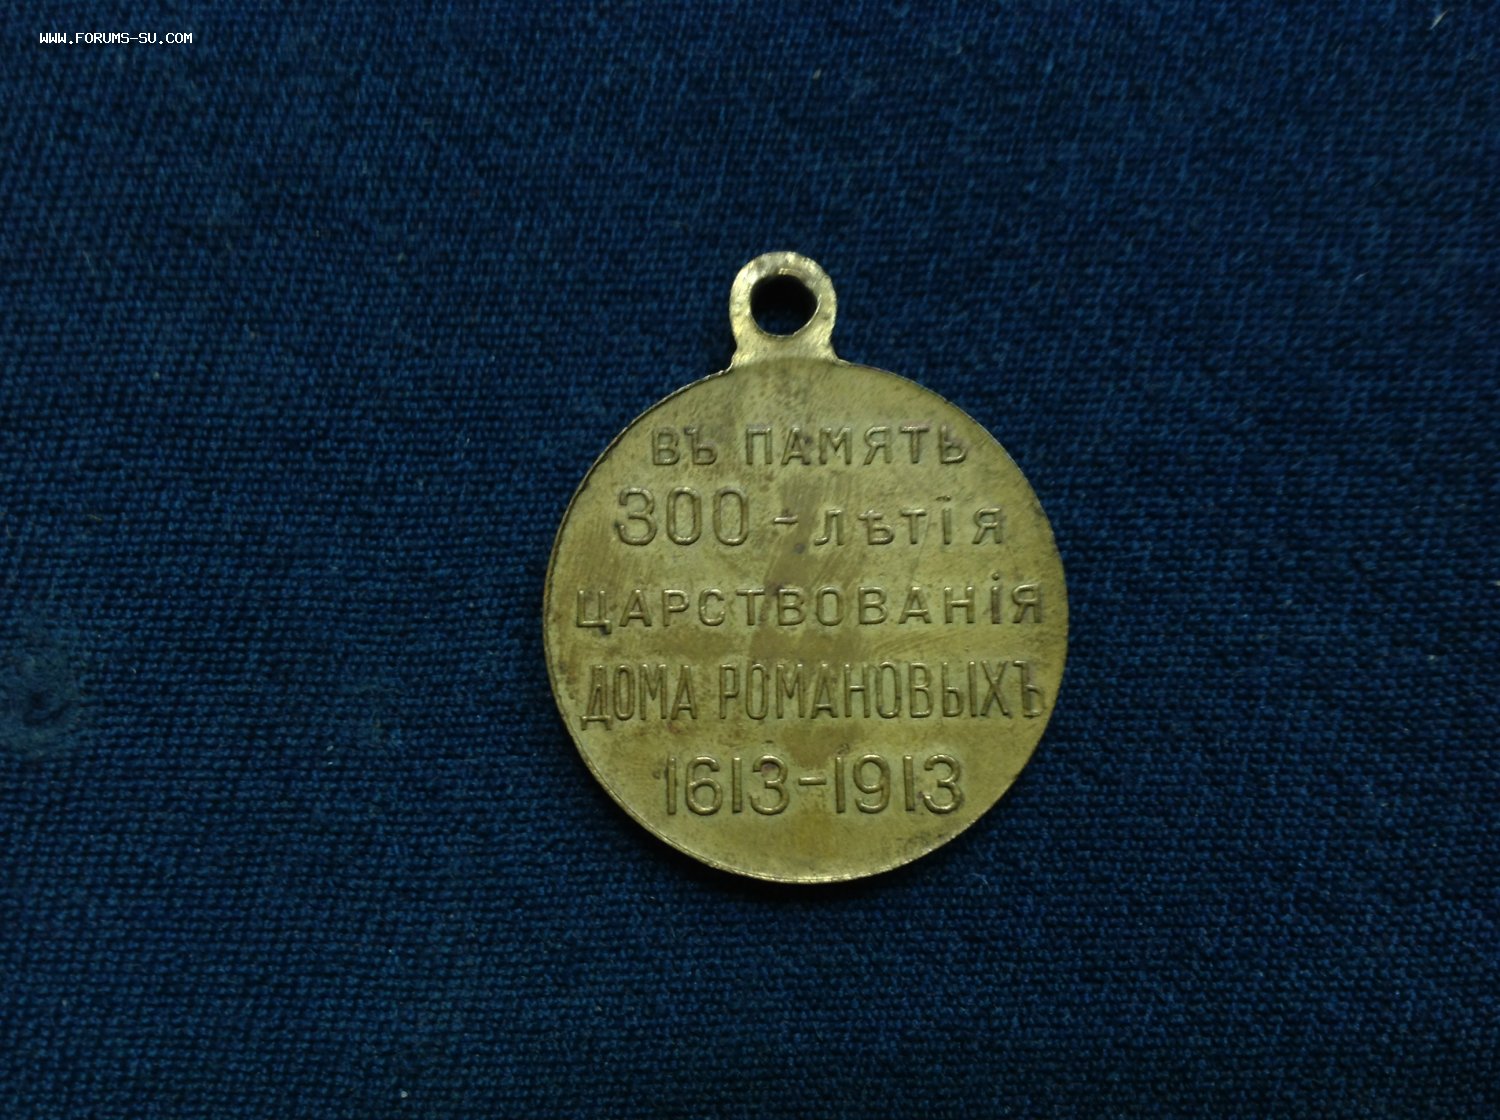 WWW.FORUMS-SU.COM
ВЪ ПАМЯТЬ
300-лѣтія
ЦАРСТВОВАНІЯ
ДОМА РОМАНОВЫХЪ
1613-1913